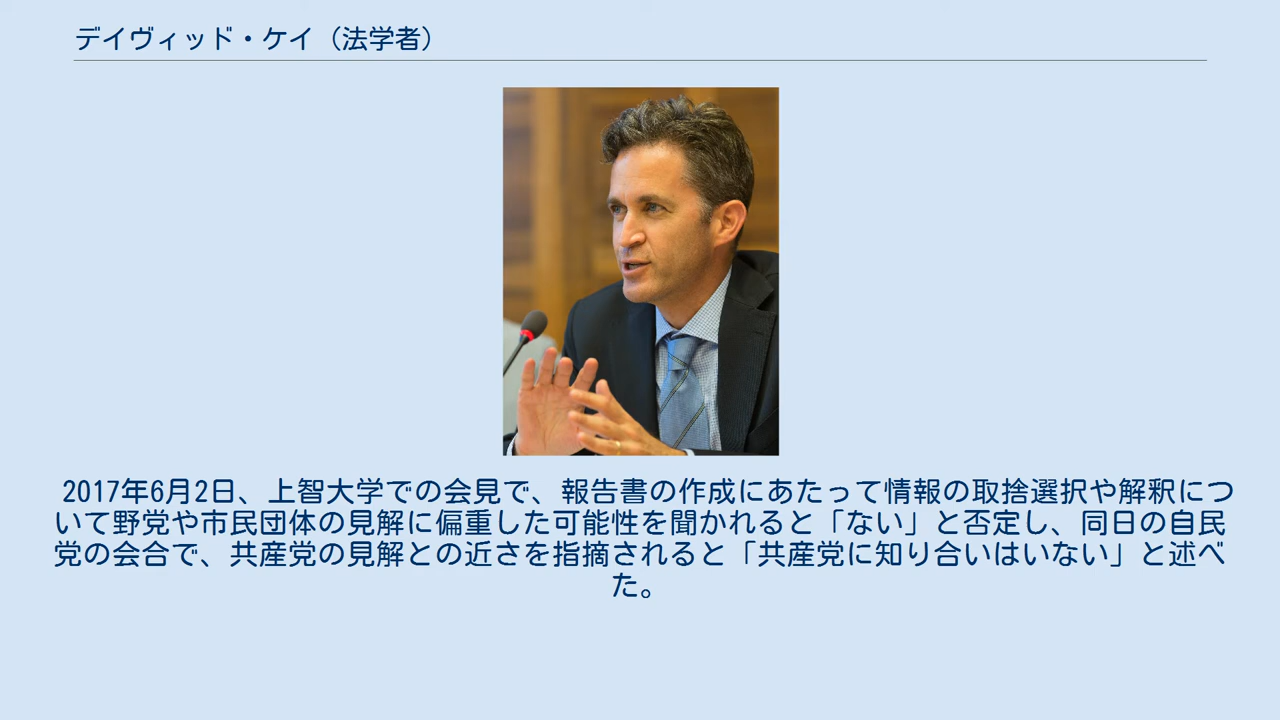 デイヴィッド・ケイ（法学者）
2017年6月2日、上智大学での会見で、報告書の作成にあたって情報の取捨選択や解釈につ
いて野党や市民団体の見解に偏重した可能性を聞かれると「ない」と否定し、同日の自民
党の会合で、共産党の見解との近さを指摘されると「共産党に知り合いはいない」と述べ
た。